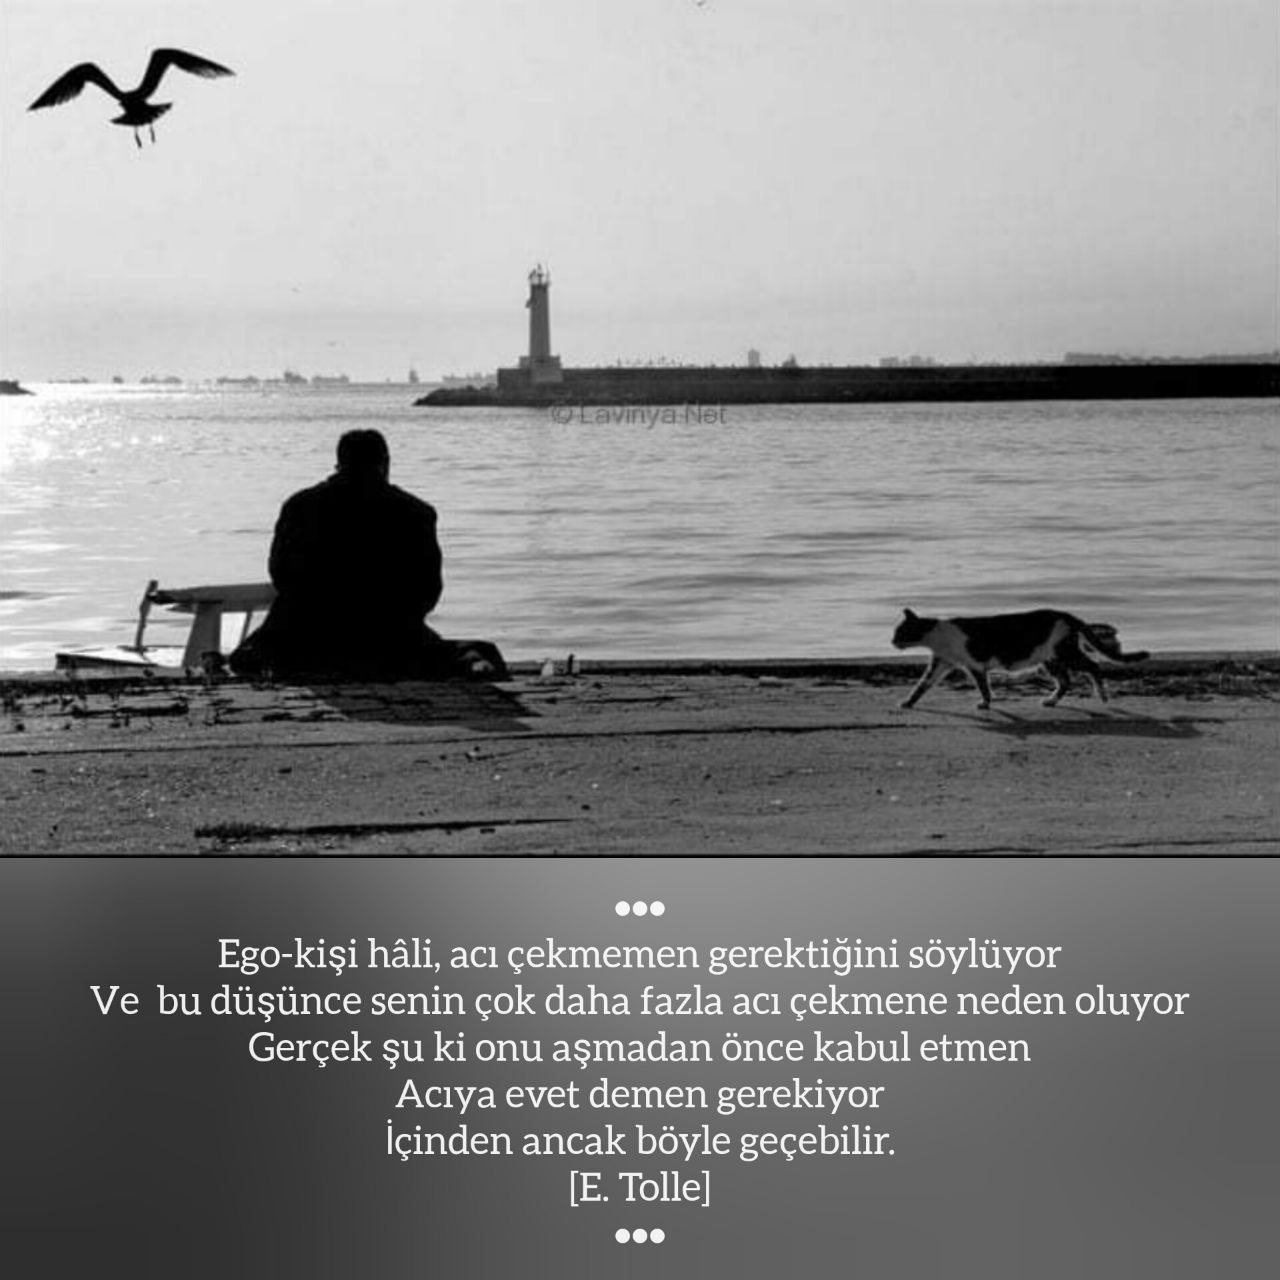 © Lavinya Net
●●●
Ego-kişi hâli, acı çekmemen gerektiğini söylüyor
Ve bu düşünce senin çok daha fazla acı çekmene neden oluyor
Gerçek şu ki onu aşmadan önce kabul etmen
Acıya evet demen gerekiyor
İçinden ancak böyle geçebilir.
[E. Tolle]
●●●